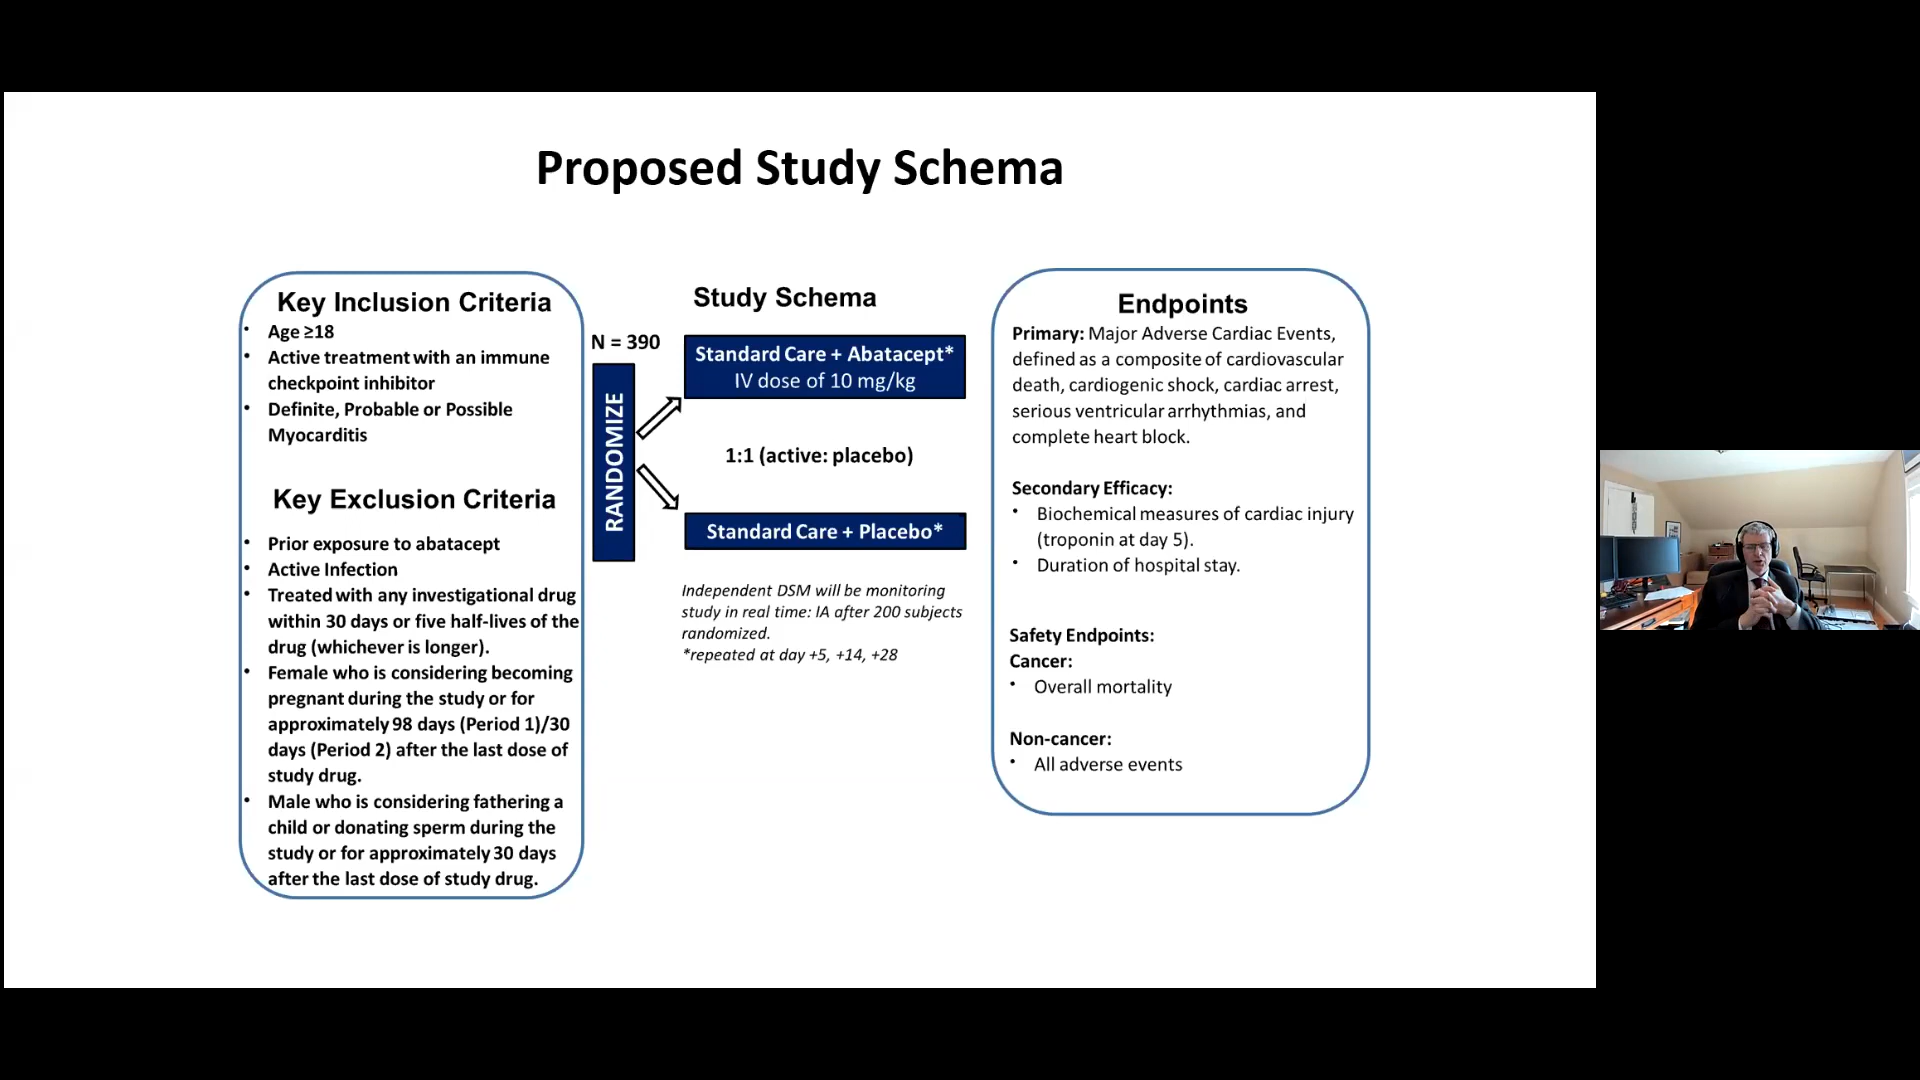 Proposed Study Schema
Key Inclusion Criteria
• Age ≥18
• Active treatment with an immune
checkpoint inhibitor
• Definite, Probable or Possible
Myocarditis
Key Exclusion Criteria
• Prior exposure to abatacept
• Active Infection
• Treated with any investigational drug
within 30 days or five half-lives of the
drug (whichever is longer).
• Female who is considering becoming
pregnant during the study or for
approximately 98 days (Period 1)/30
days (Period 2) after the last dose of
study drug.
• Male who is considering fathering a
child or donating sperm during the
study or for approximately 30 days
after the last dose of study drug.
Study Schema
N = 390
RANDOMIZE
Standard Care + Abatacept*
IV dose of 10 mg/kg
1:1 (active: placebo)
Standard Care + Placebo*
Independent DSM will be monitoring
study in real time: IA after 200 subjects
randomized.
*repeated at day +5, +14, +28
Endpoints
Primary: Major Adverse Cardiac Events,
defined as a composite of cardiovascular
death, cardiogenic shock, cardiac arrest,
serious ventricular arrhythmias, and
complete heart block.
Secondary Efficacy:
• Biochemical measures of cardiac injury
(troponin at day 5).
• Duration of hospital stay.
Safety Endpoints:
Cancer:
• Overall mortality
Non-cancer:
• All adverse events